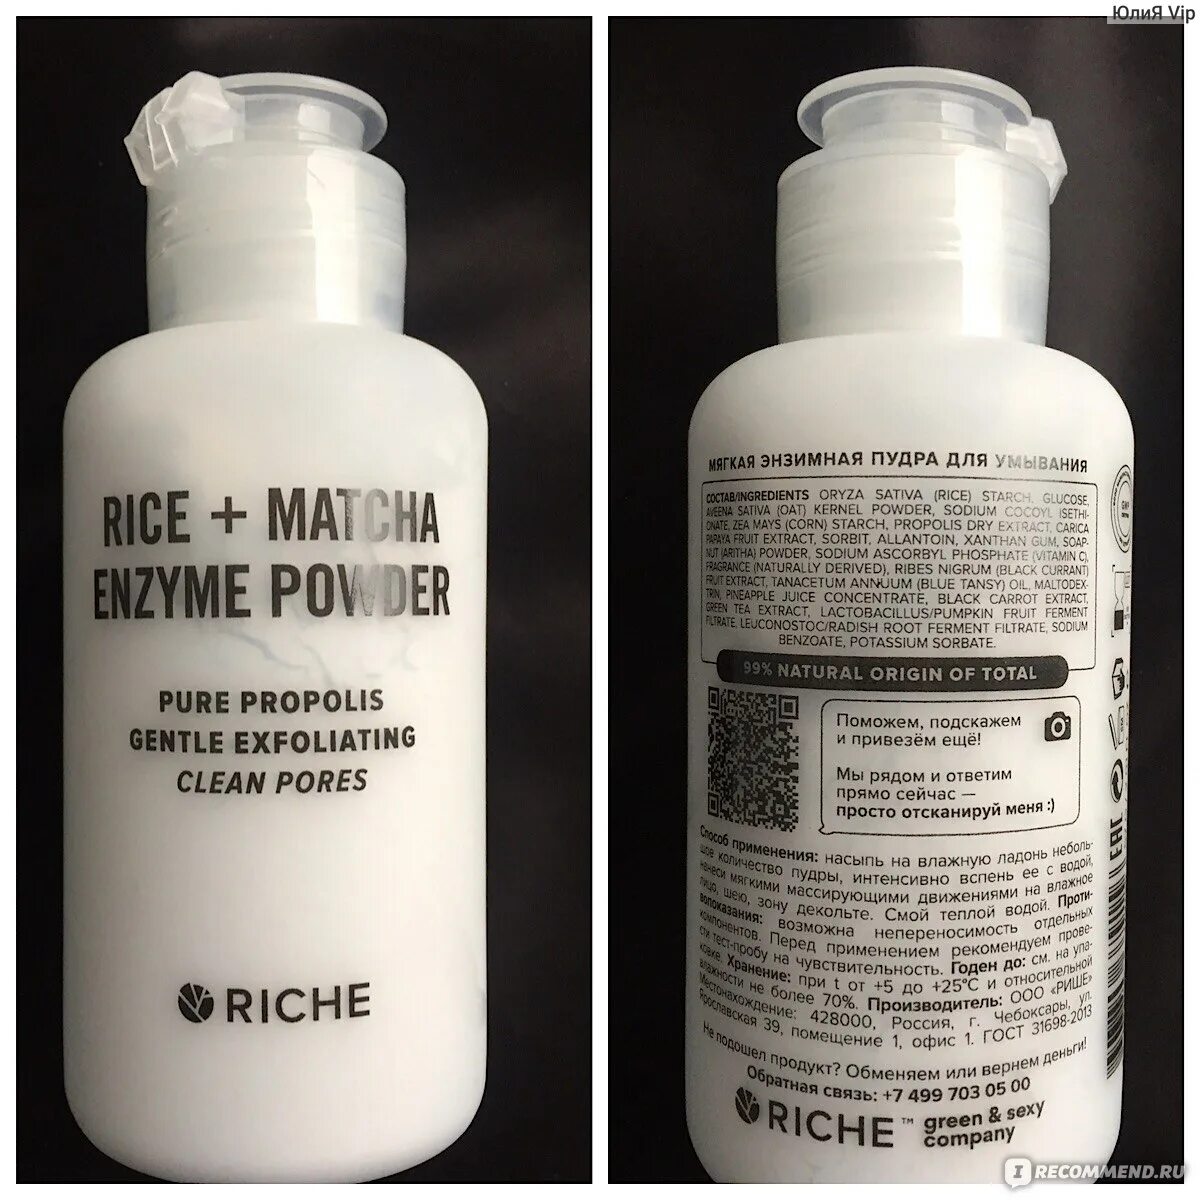 ЮлиЯ Vip
RICE + MATCHA
ENZYME POWDER
PURE PROPOLIS
GENTLE EXFOLIATING
CLEAN PORES
RICHE
МЯГКАЯ ЭНЗИМНАЯ ПУДРА ДЛЯ УМЫВАНИЯ
СОСТАВ/INGREDIENTS ORYZA SATIVA (RICE) STARCH, GLUCOSE,
AVEENA SATIVA (OAT) KERNEL POWDER, SODIUM COCOYL ISETHI-
ONATE, ZEA MAYS (CORN) STARCH, PROPOLIS DRY EXTRACT, CARICA
PAPAYA FRUIT EXTRACT, SORBIT, ALLANTOIN, XANTHAN GUM, SOAP-
NUT (ARITHA) POWDER, SODIUM ASCORBYL PHOSPHATE (VITAMIN C),
FRAGRANCE (NATURALLY DERIVED), RIBES NIGRUM (BLACK CURRANT)
FRUIT EXTRACT, TANACETUM ANNUUM (BLUE TANSY) OIL, MALTODEX-
TRIN, PINEAPPLE JUICE CONCENTRATE, BLACK CARROT EXTRACT,
GREEN TEA EXTRACT, LACTOBACILLUS/PUMPKIN FRUIT FERMENT
FILTRATE, LEUCONOSTOC/RADISH ROOT FERMENT FILTRATE, SODIUM
BENZOATE, POTASSIUM SORBATE.
99% NATURAL ORIGIN OF TOTAL
Поможем, подскажем
и привезём ещё!
Мы рядом и ответим
прямо сейчас —
просто отсканируй меня :)
Способ применения: насыпь на влажную ладонь неболь-
шое количество пудры, интенсивно вспень ее с водой,
нанеси мягкими массирующими движениями на влажное
лицо, шею, зону декольте. Смой теплой водой. Проти-
вопоказания: возможна непереносимость отдельных
компонентов. Перед применением рекомендуем прове-
сти тест-пробу на чувствительность. Годен до: см. на упа-
ковке. Хранение: при t от +5 до +25°C и относительной
влажности не более 70%. Производитель: ООО «РИШЕ»
Местонахождение: 428000, Россия, г. Чебоксары, ул.
Ярославская 39, помещение 1, офис 1. ГОСТ 31698-2013
Не подошел продукт? Обменяем или вернем деньги!
Обратная связь: +7 499 703 05 00
RICHE™ green & sexy
company
GMP
EAC
IRECOMMEND.RU